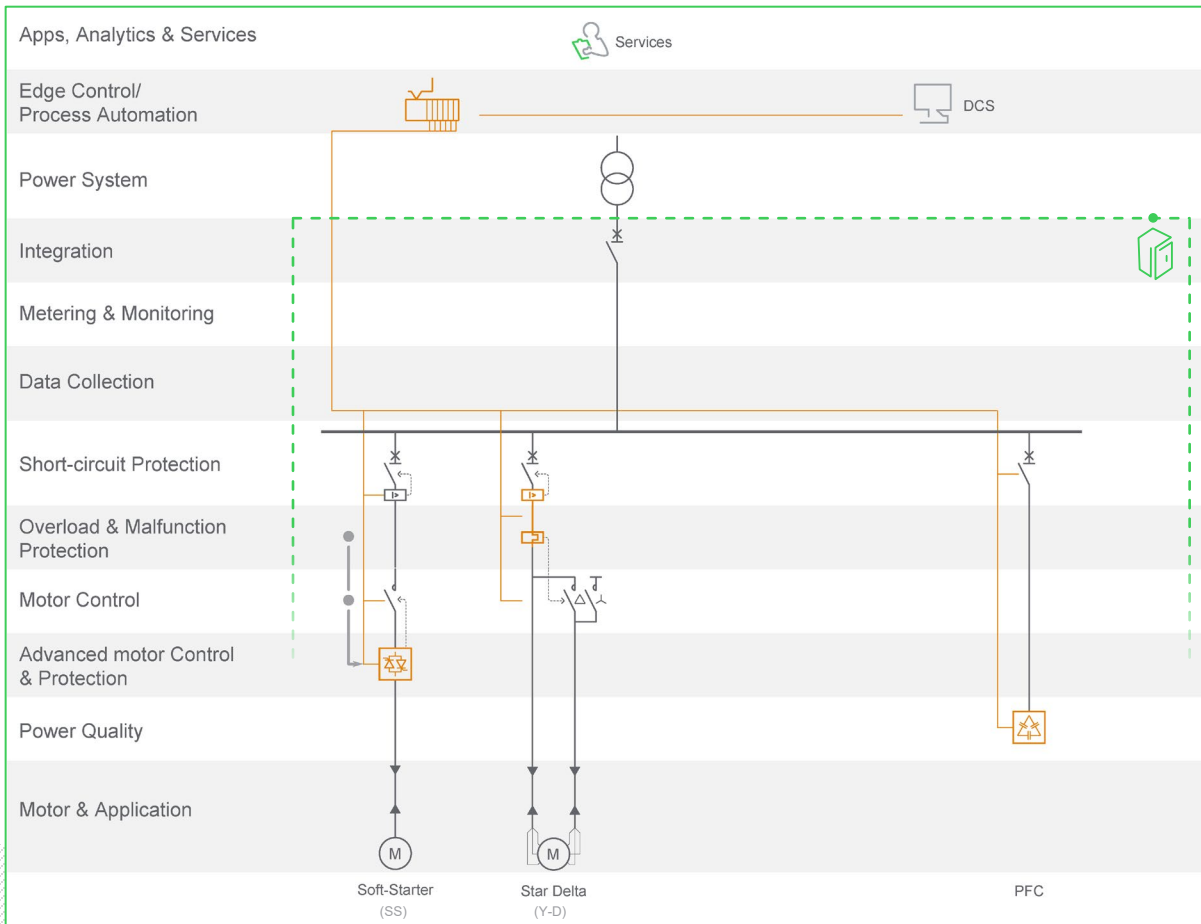 Apps, Analytics & Services
Services
Edge Control/
Process Automation
DCS
Power System
Integration
Metering & Monitoring
Data Collection
Short-circuit Protection
I>
I>
Overload & Malfunction
Protection
Motor Control
Advanced motor Control
& Protection
Power Quality
Motor & Application
M
M
Soft-Starter
(SS)
Star Delta
(Y-D)
PFC